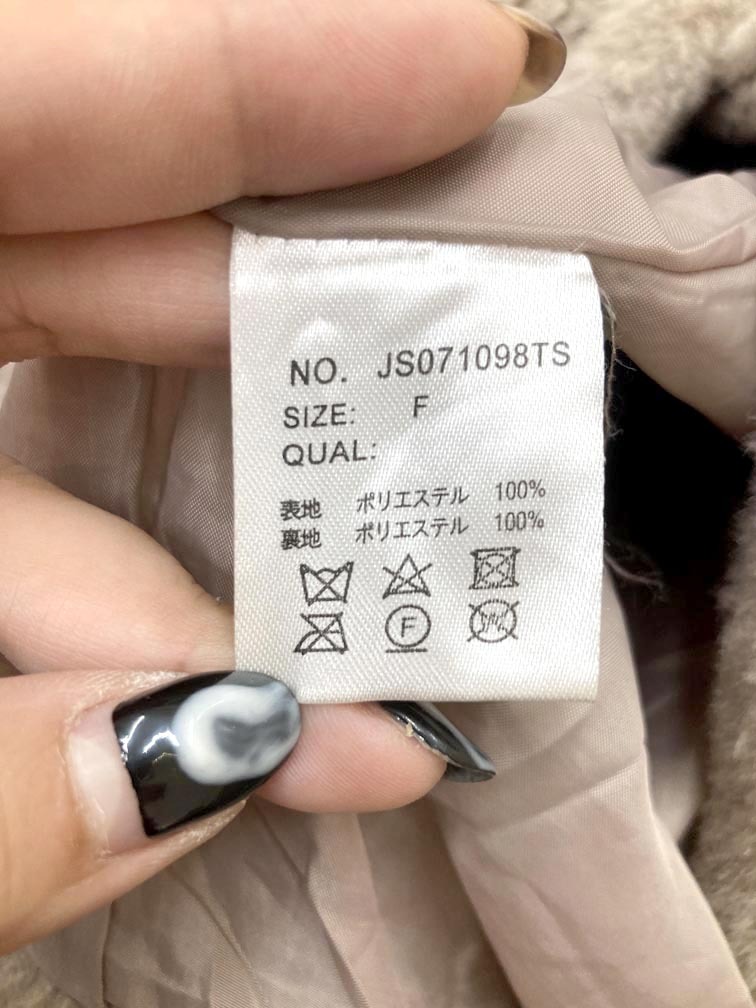 NO. JS071098TS
SIZE: F
QUAL:
表地 ポリエステル 100%
裏地 ポリエステル 100%
F